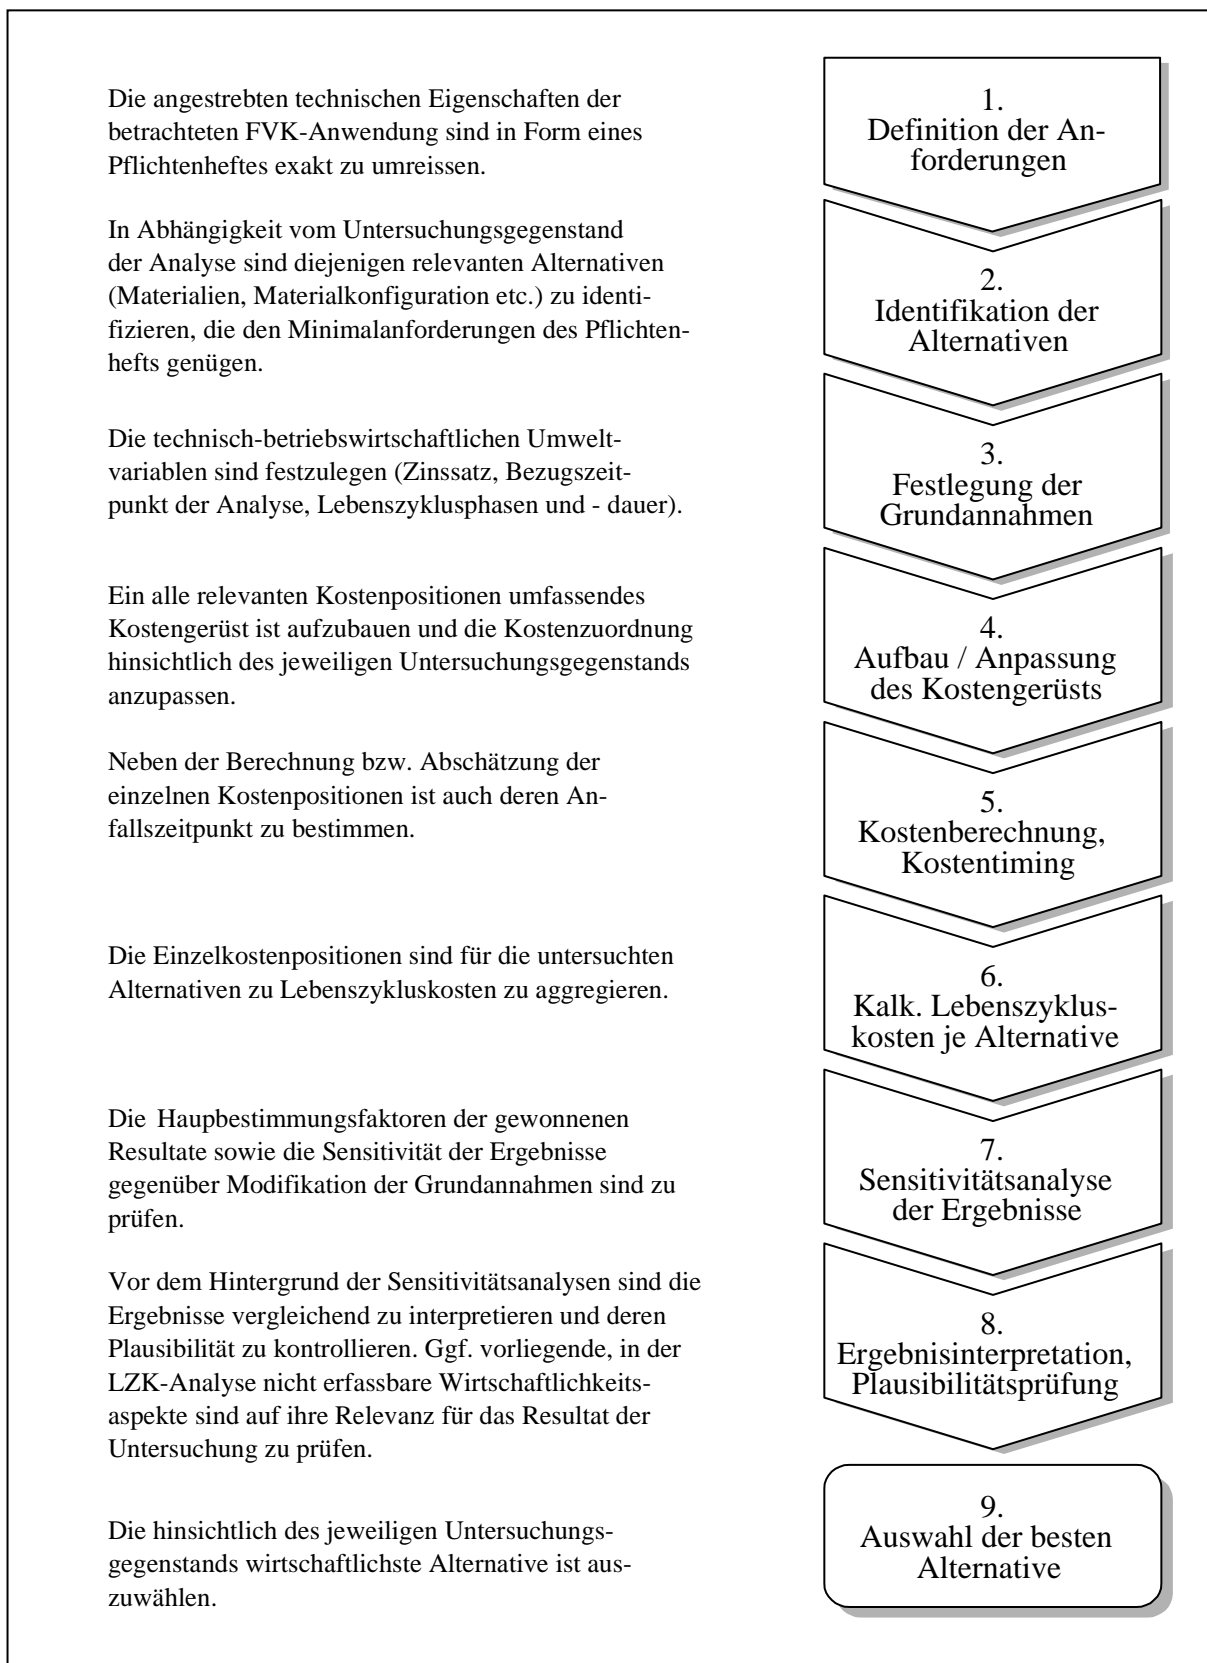 Die angestrebten technischen Eigenschaften der
betrachteten FVK-Anwendung sind in Form eines
Pflichtenheftes exakt zu umreissen.
1.
Definition der An-
forderungen
In Abhängigkeit vom Untersuchungsgegenstand
der Analyse sind diejenigen relevanten Alternativen
(Materialien, Materialkonfiguration etc.) zu identi-
fizieren, die den Minimalanforderungen des Pflichten-
hefts genügen.
2.
Identifikation der
Alternativen
Die technisch-betriebswirtschaftlichen Umwelt-
variablen sind festzulegen (Zinssatz, Bezugszeit-
punkt der Analyse, Lebenszyklusphasen und - dauer).
3.
Festlegung der
Grundannahmen
Ein alle relevanten Kostenpositionen umfassendes
Kostengerüst ist aufzubauen und die Kostenzuordnung
hinsichtlich des jeweiligen Untersuchungsgegenstands
anzupassen.
4.
Aufbau / Anpassung
des Kostengerüsts
Neben der Berechnung bzw. Abschätzung der
einzelnen Kostenpositionen ist auch deren An-
fallszeitpunkt zu bestimmen.
5.
Kostenberechnung,
Kostentiming
Die Einzelkostenpositionen sind für die untersuchten
Alternativen zu Lebenszykluskosten zu aggregieren.
6.
Kalk. Lebenszyklus-
kosten je Alternative
Die Haupbestimmungsfaktoren der gewonnenen
Resultate sowie die Sensitivität der Ergebnisse
gegenüber Modifikation der Grundannahmen sind zu
prüfen.
7.
Sensitivitätsanalyse
der Ergebnisse
Vor dem Hintergrund der Sensitivitätsanalysen sind die
Ergebnisse vergleichend zu interpretieren und deren
Plausibilität zu kontrollieren. Ggf. vorliegende, in der
LZK-Analyse nicht erfassbare Wirtschaftlichkeits-
aspekte sind auf ihre Relevanz für das Resultat der
Untersuchung zu prüfen.
8.
Ergebnisinterpretation,
Plausibilitätsprüfung
Die hinsichtlich des jeweiligen Untersuchungs-
gegenstands wirtschaftlichste Alternative ist aus-
zuwählen.
9.
Auswahl der besten
Alternative